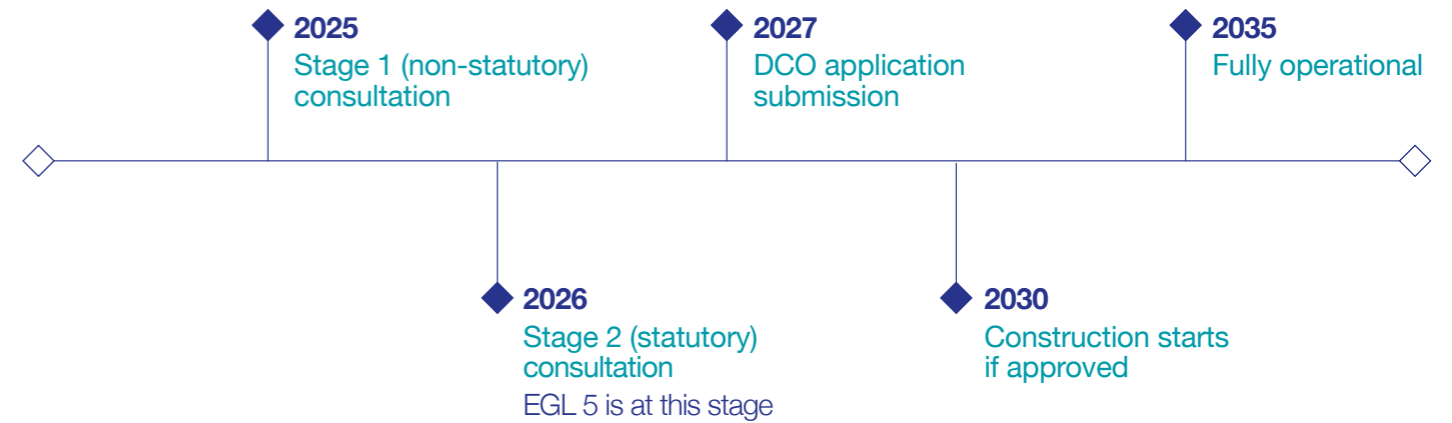 2025
Stage 1 (non-statutory)
consultation
2026
Stage 2 (statutory)
consultation
EGL 5 is at this stage
2027
DCO application
submission
2030
Construction starts
if approved
2035
Fully operational